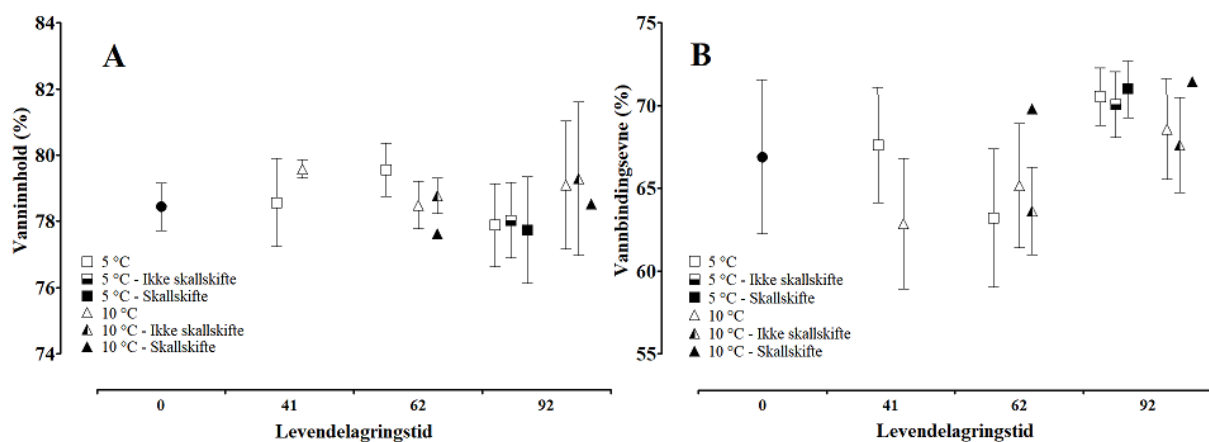 A
Vanninnhold (%)
84
82
80
78
76
74
5 °C
5 °C - Ikke skallskifte
5 °C - Skallskifte
10 °C
10 °C - Ikke skallskifte
10 °C - Skallskifte
0 41 62 92
Levendelagringstid
B
Vannbindingsevne (%)
75
70
65
60
55
5 °C
5 °C - Ikke skallskifte
5 °C - Skallskifte
10 °C
10 °C - Ikke skallskifte
10 °C - Skallskifte
0 41 62 92
Levendelagringstid